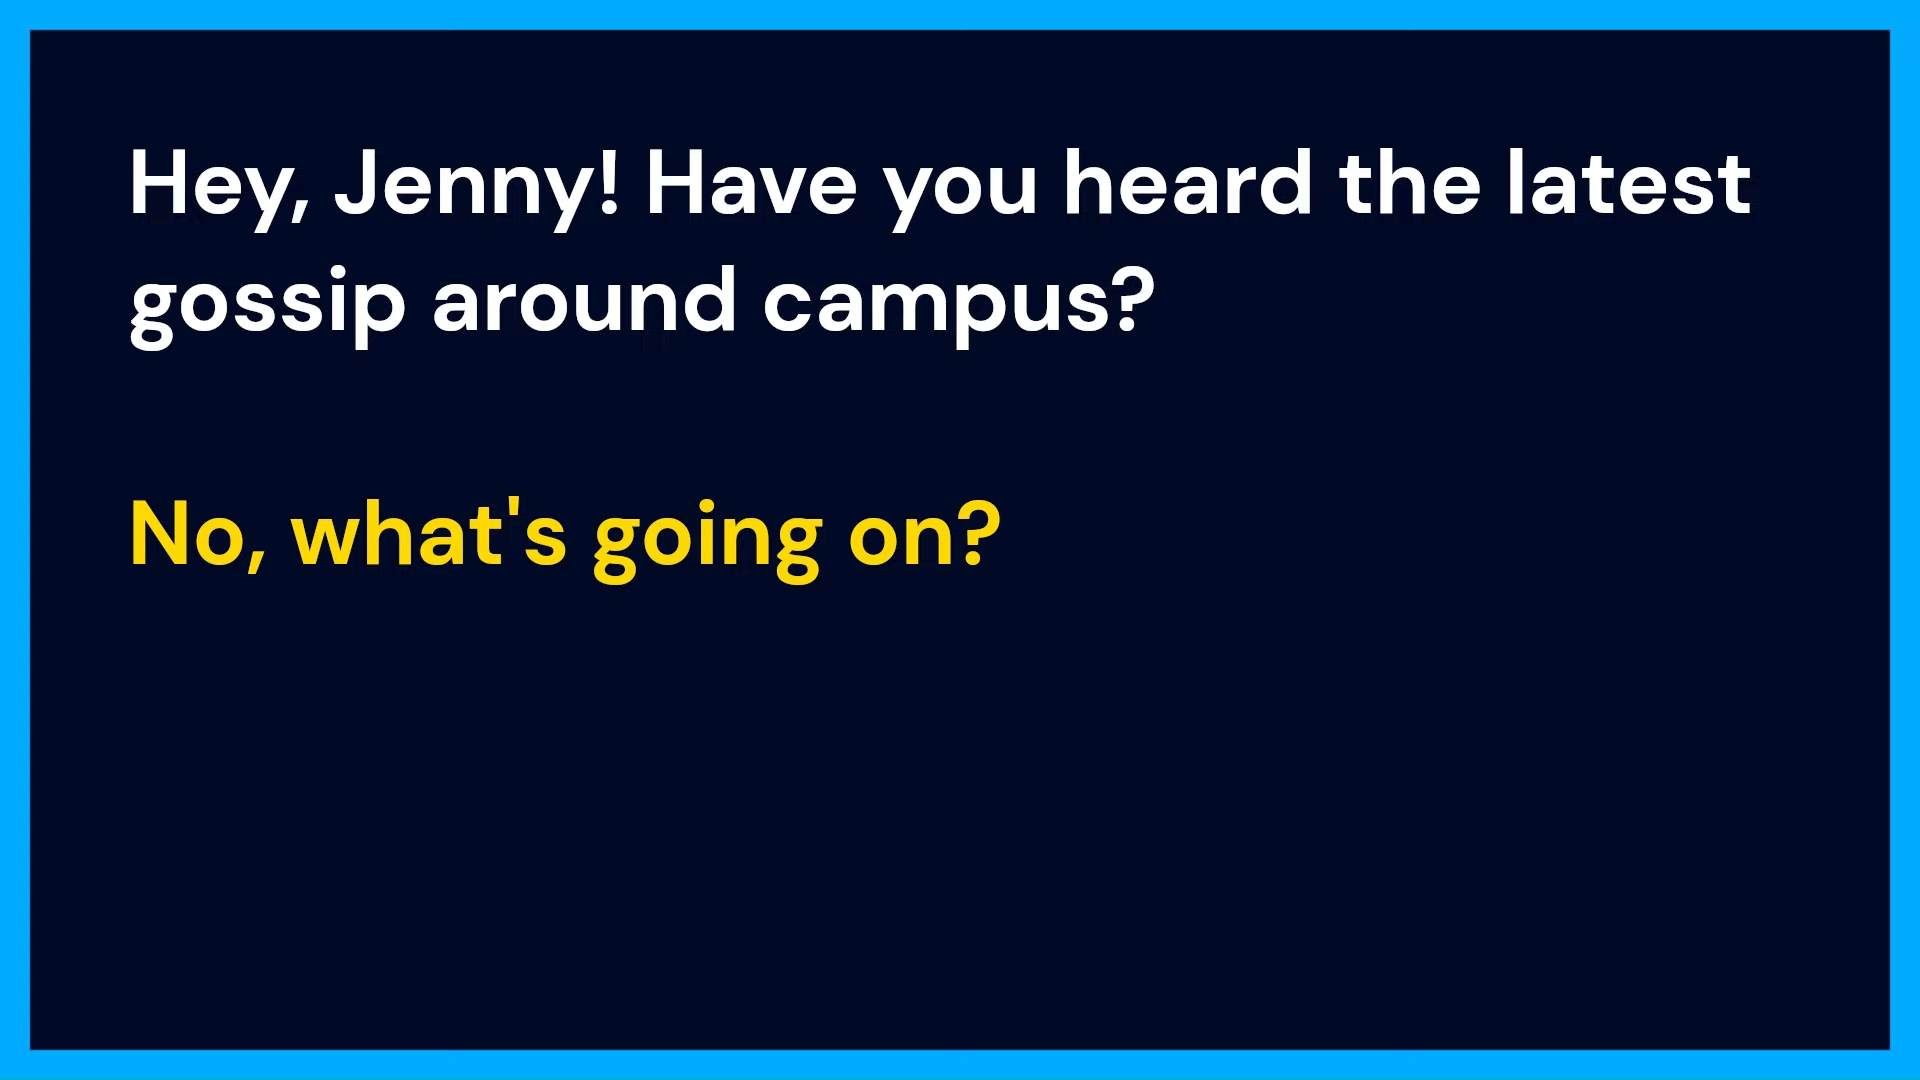 Hey, Jenny! Have you heard the latest
gossip around campus?
No, what's going on?